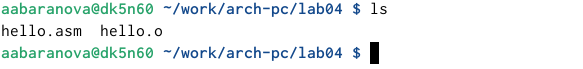 aabaranova@dk5n60 ~/work/arch-pc/lab04 $ ls
hello.asm  hello.o
aabaranova@dk5n60 ~/work/arch-pc/lab04 $